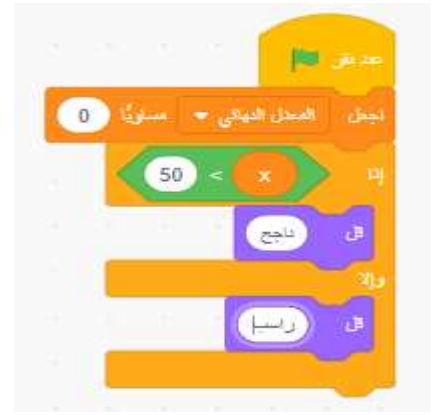 عند نقر
اجعل المعدل النهائي مساويًا 0
إذا 50 < x
قل ناجح
وإلا
قل راسب